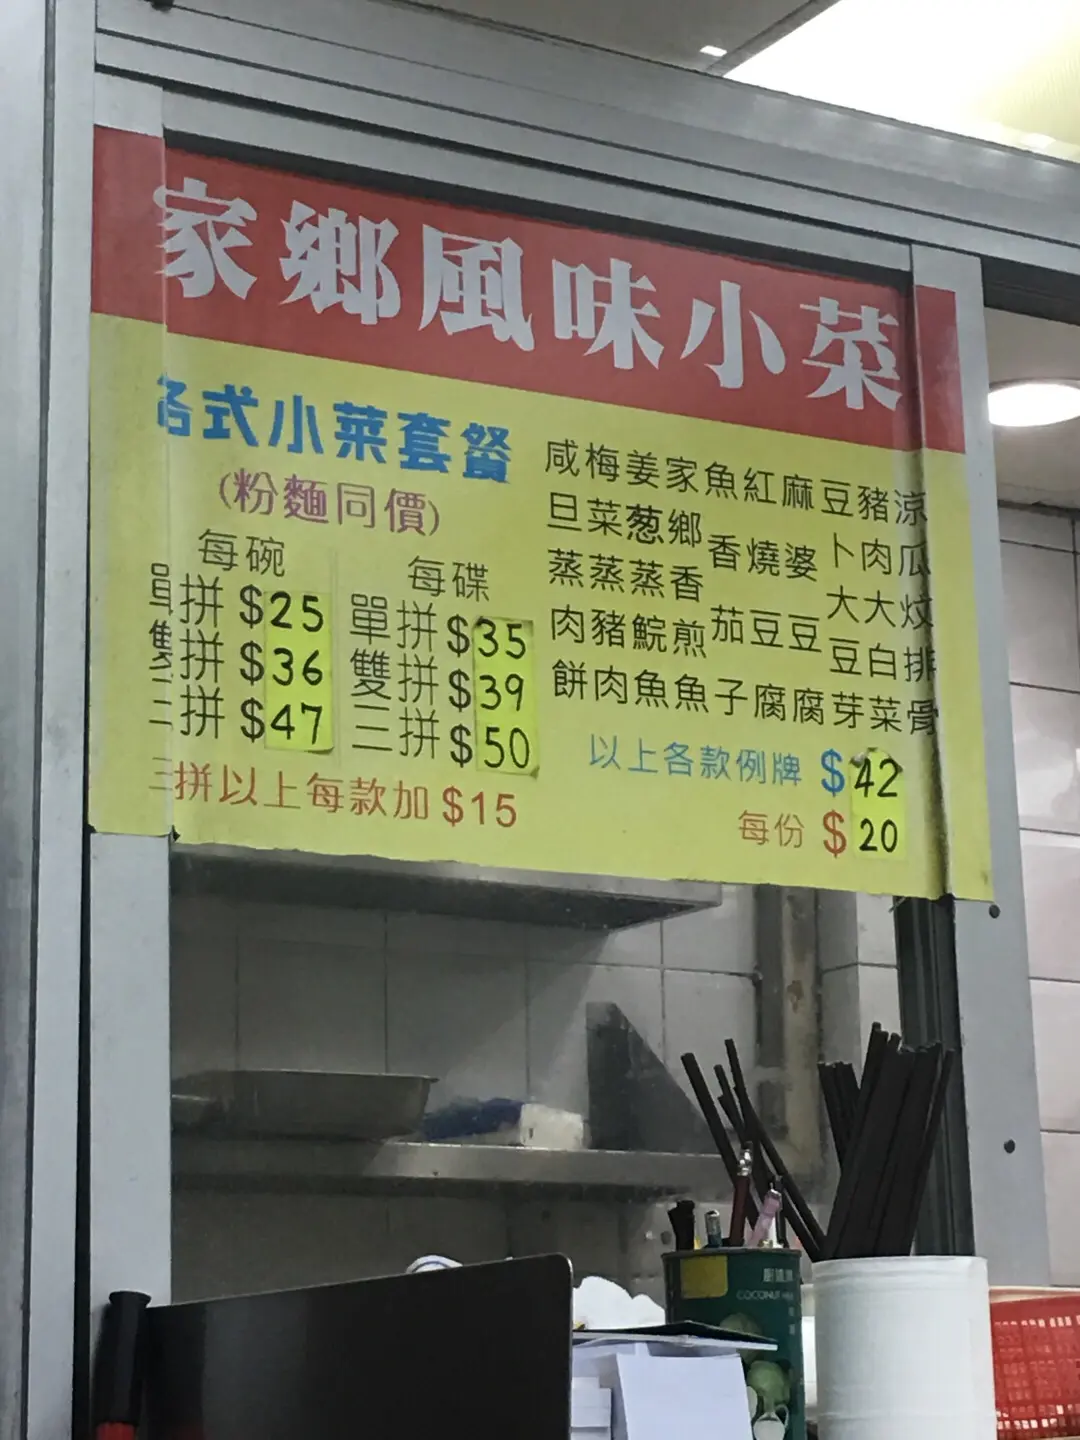 家鄉風味小菜
各式小菜套餐
(粉麵同價)
每碗
單拼 $25
雙拼 $36
三拼 $47
每碟
單拼 $35
雙拼 $39
三拼 $50
三拼以上每款加 $15
咸旦蒸肉餅
梅菜蒸豬肉
姜葱蒸鯇魚
家鄉香煎魚
魚香茄子
紅燒豆腐
麻婆豆腐
豆卜大豆芽
豬肉大白菜
涼瓜炆排骨
以上各款例牌 $42
每份 $20
COCONUT